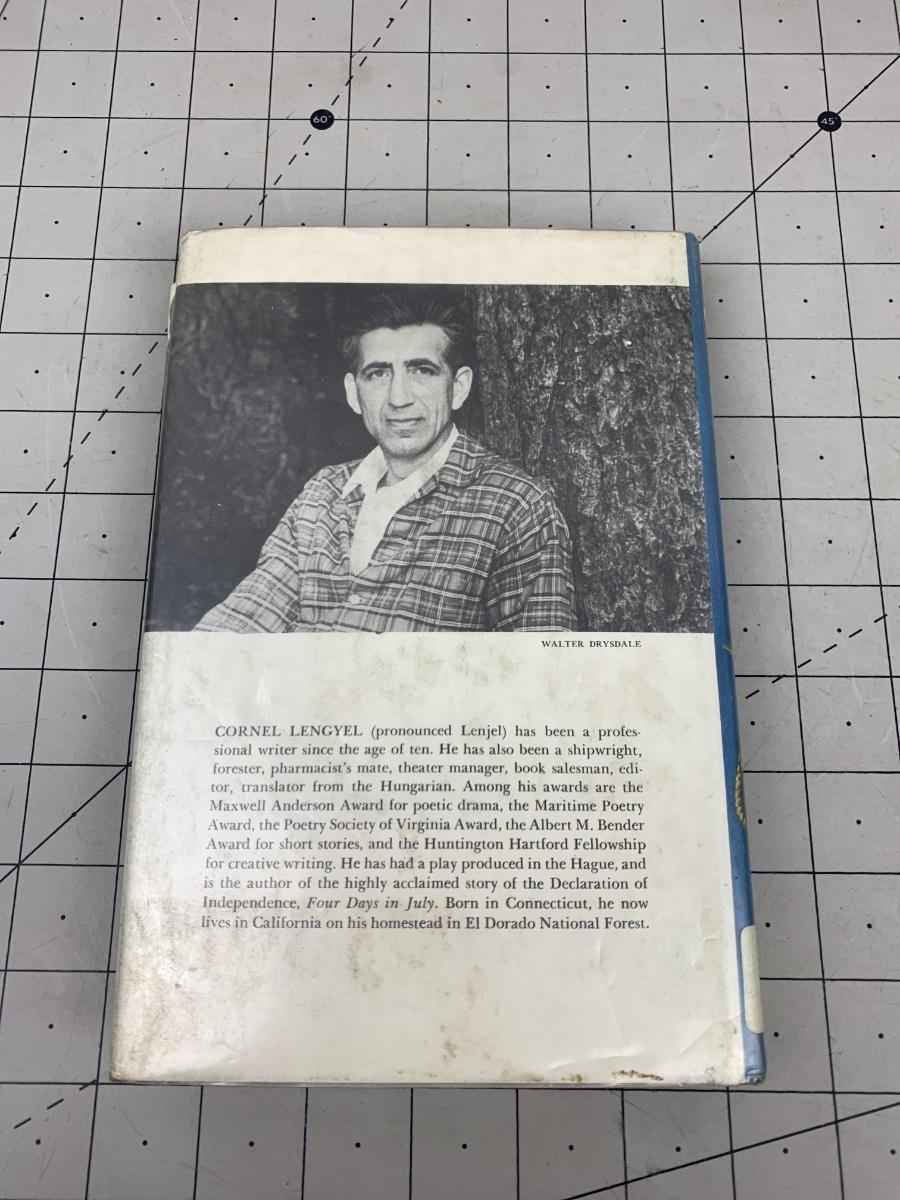 60°
45°
WALTER DRYSDALE
CORNEL LENGYEL (pronounced Lenjel) has been a profes-
sional writer since the age of ten. He has also been a shipwright,
forester, pharmacist's mate, theater manager, book salesman, edi-
tor, translator from the Hungarian. Among his awards are the
Maxwell Anderson Award for poetic drama, the Maritime Poetry
Award, the Poetry Society of Virginia Award, the Albert M. Bender
Award for short stories, and the Huntington Hartford Fellowship
for creative writing. He has had a play produced in the Hague, and
is the author of the highly acclaimed story of the Declaration of
Independence, Four Days in July. Born in Connecticut, he now
lives in California on his homestead in El Dorado National Forest.